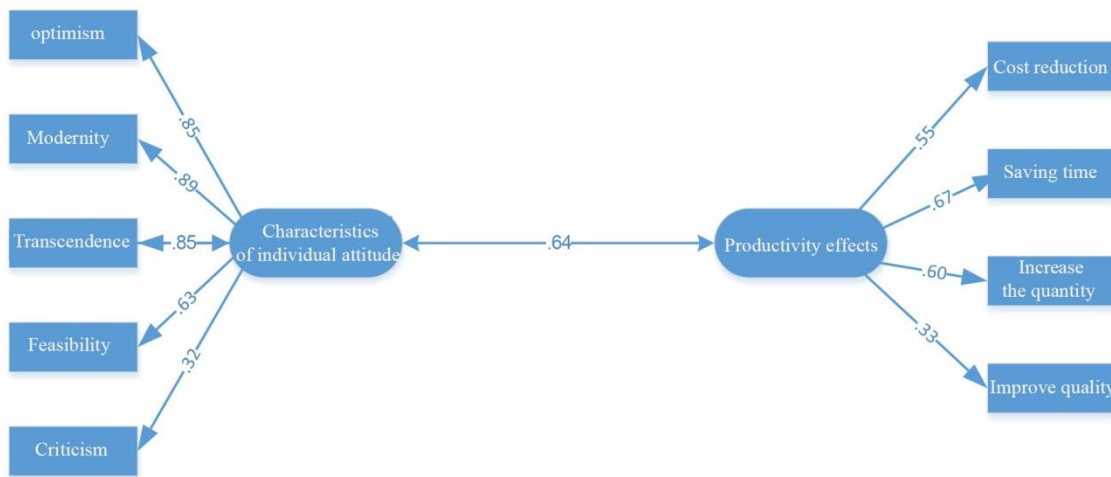 optimism
.85
Modernity
.89
Transcendence
.85
Feasibility
.63
Criticism
.32
Characteristics
of individual attitude
.64
Productivity effects
.55
Cost reduction
.67
Saving time
.60
Increase
the quantity
.33
Improve quality